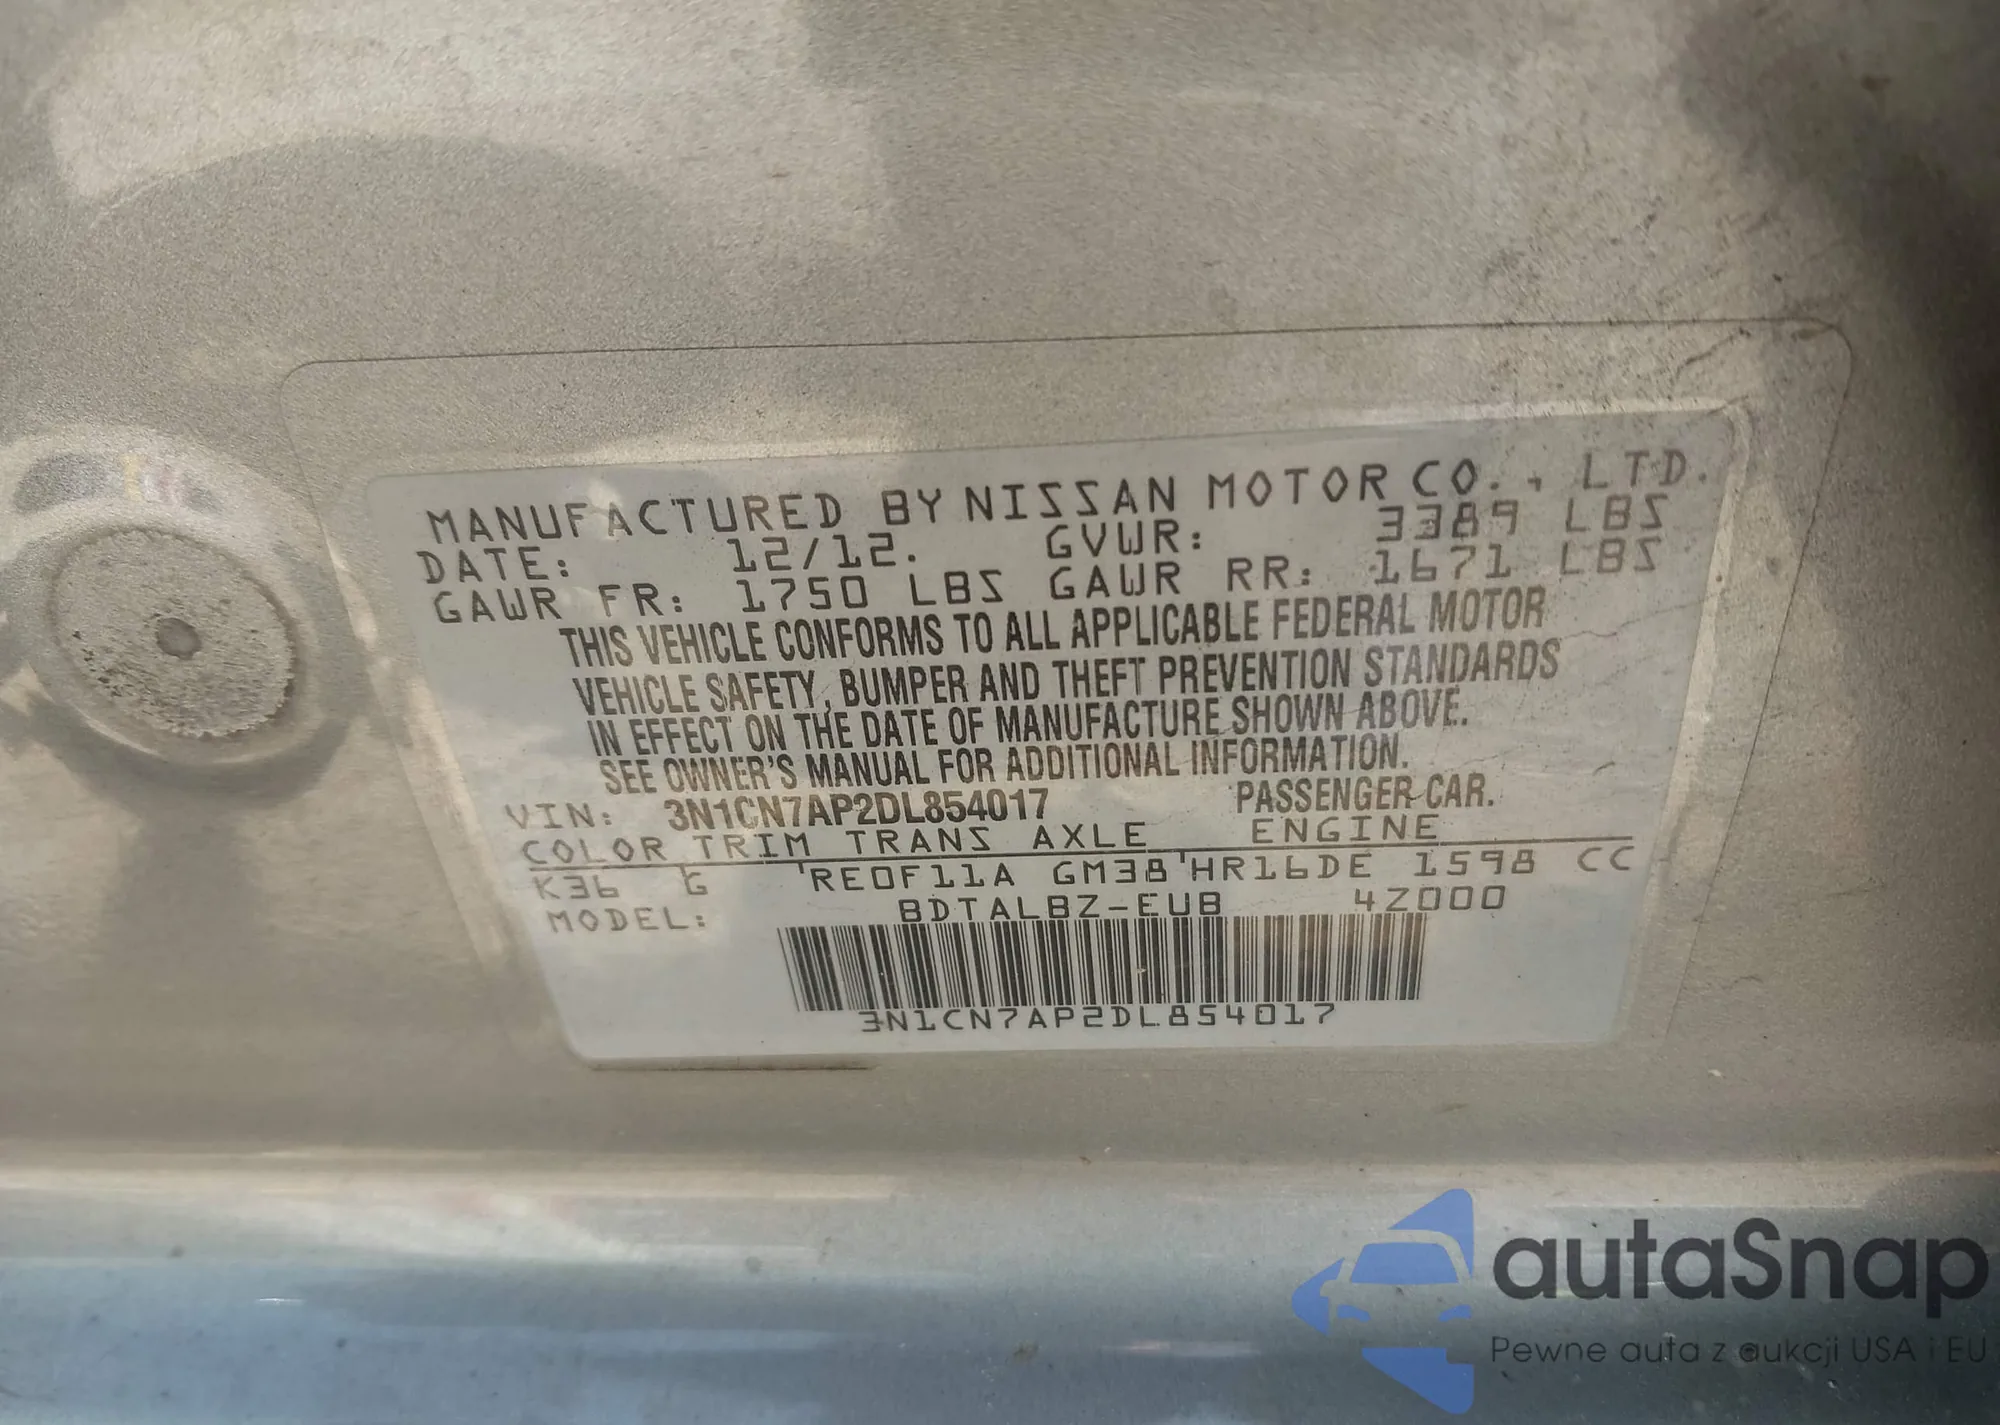 MANUFACTURED BY NISSAN MOTOR CO., LTD.
DATE: 12/12. GVWR: 3389 LBS
GAWR FR: 1750 LBS GAWR RR: 1671 LBS
THIS VEHICLE CONFORMS TO ALL APPLICABLE FEDERAL MOTOR
VEHICLE SAFETY, BUMPER AND THEFT PREVENTION STANDARDS
IN EFFECT ON THE DATE OF MANUFACTURE SHOWN ABOVE.
SEE OWNER'S MANUAL FOR ADDITIONAL INFORMATION.
VIN: 3N1CN7AP2DL854017 PASSENGER CAR.
COLOR TRIM TRANS AXLE ENGINE
K36 G RE0F11A GM38 HR16DE 1598 CC
MODEL: BDTALBZ-EUB 4Z000
3N1CN7AP2DL854017
autaSnap
Pewne auta z aukcji USA i EU